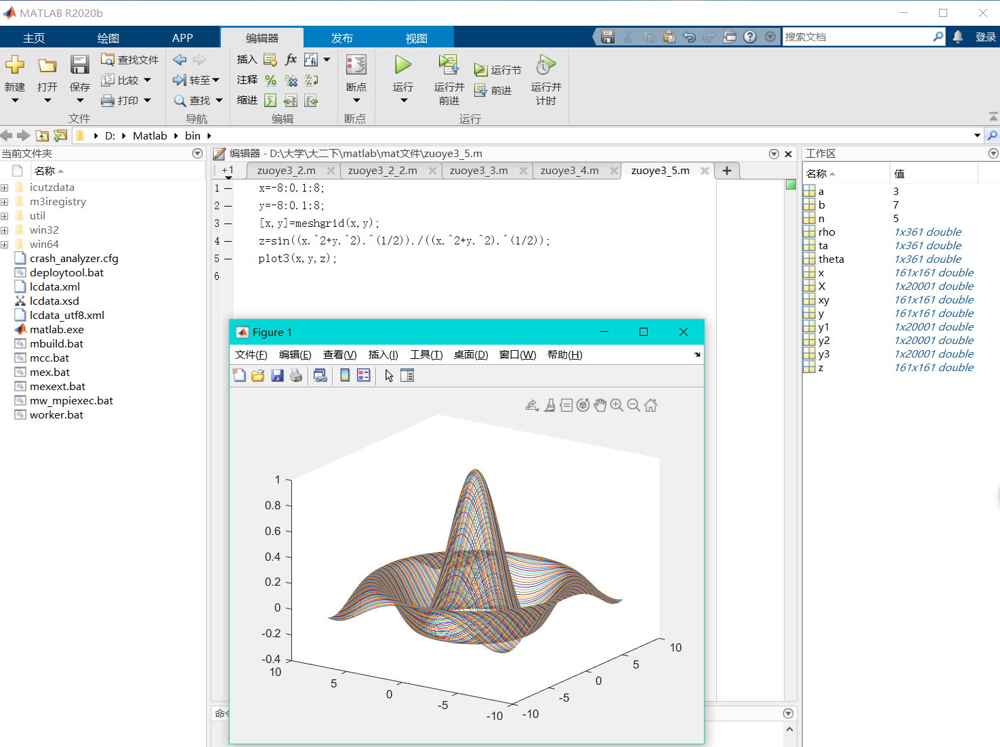 MATLAB R2020b
主页 绘图 APP 编辑器 发布 视图 搜索文档 登录
新建 打开 保存 查找文件 比较 打印 转至 查找 插入 fx 注释 缩进 断点 运行 运行并前进 运行节 前进 运行并计时
文件 导航 编辑 断点 运行
D: Matlab bin
当前文件夹
名称
icutzdata
m3iregistry
util
win32
win64
crash_analyzer.cfg
deploytool.bat
lcdata.xml
lcdata.xsd
lcdata_utf8.xml
matlab.exe
mbuild.bat
mcc.bat
mex.bat
mexext.bat
mw_mpiexec.bat
worker.bat
编辑器 - D:\大学\大二下\matlab\mat文件\zuoye3_5.m
+1 zuoye3_2.m zuoye3_2_2.m zuoye3_3.m zuoye3_4.m zuoye3_5.m
1 x=-8:0.1:8;
2 y=-8:0.1:8;
3 [x,y]=meshgrid(x,y);
4 z=sin((x.^2+y.^2).^(1/2))./((x.^2+y.^2).^(1/2));
5 plot3(x,y,z);
6
Figure 1
文件(F) 编辑(E) 查看(V) 插入(I) 工具(T) 桌面(D) 窗口(W) 帮助(H)
1
0.8
0.6
0.4
0.2
0
-0.2
-0.4
10 5 0 -5 -10
-10 -5 0 5 10
工作区
名称 值
a 3
b 7
n 5
rho 1x361 double
ta 1x361 double
theta 1x361 double
x 161x161 double
X 1x20001 double
xy 161x161 double
y 161x161 double
y1 1x20001 double
y2 1x20001 double
y3 1x20001 double
z 161x161 double